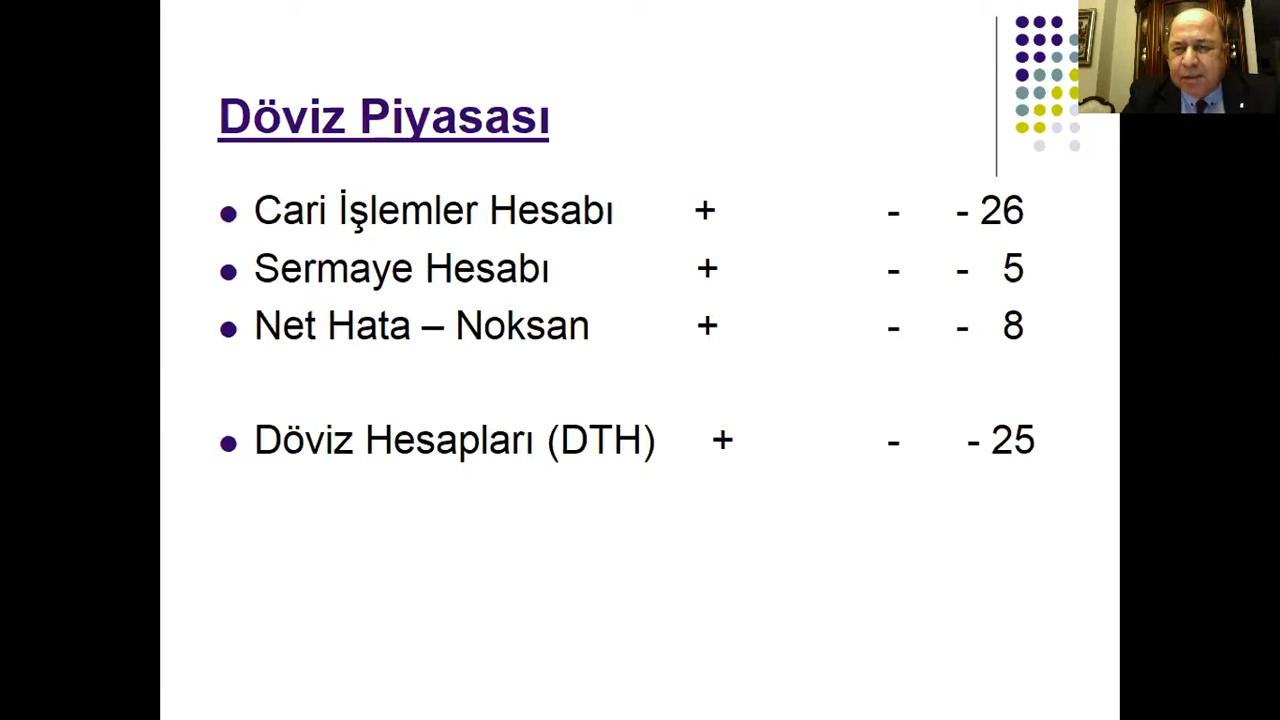 Döviz Piyasası
Cari İşlemler Hesabı + - - 26
Sermaye Hesabı + - - 5
Net Hata – Noksan + - - 8
Döviz Hesapları (DTH) + - - 25